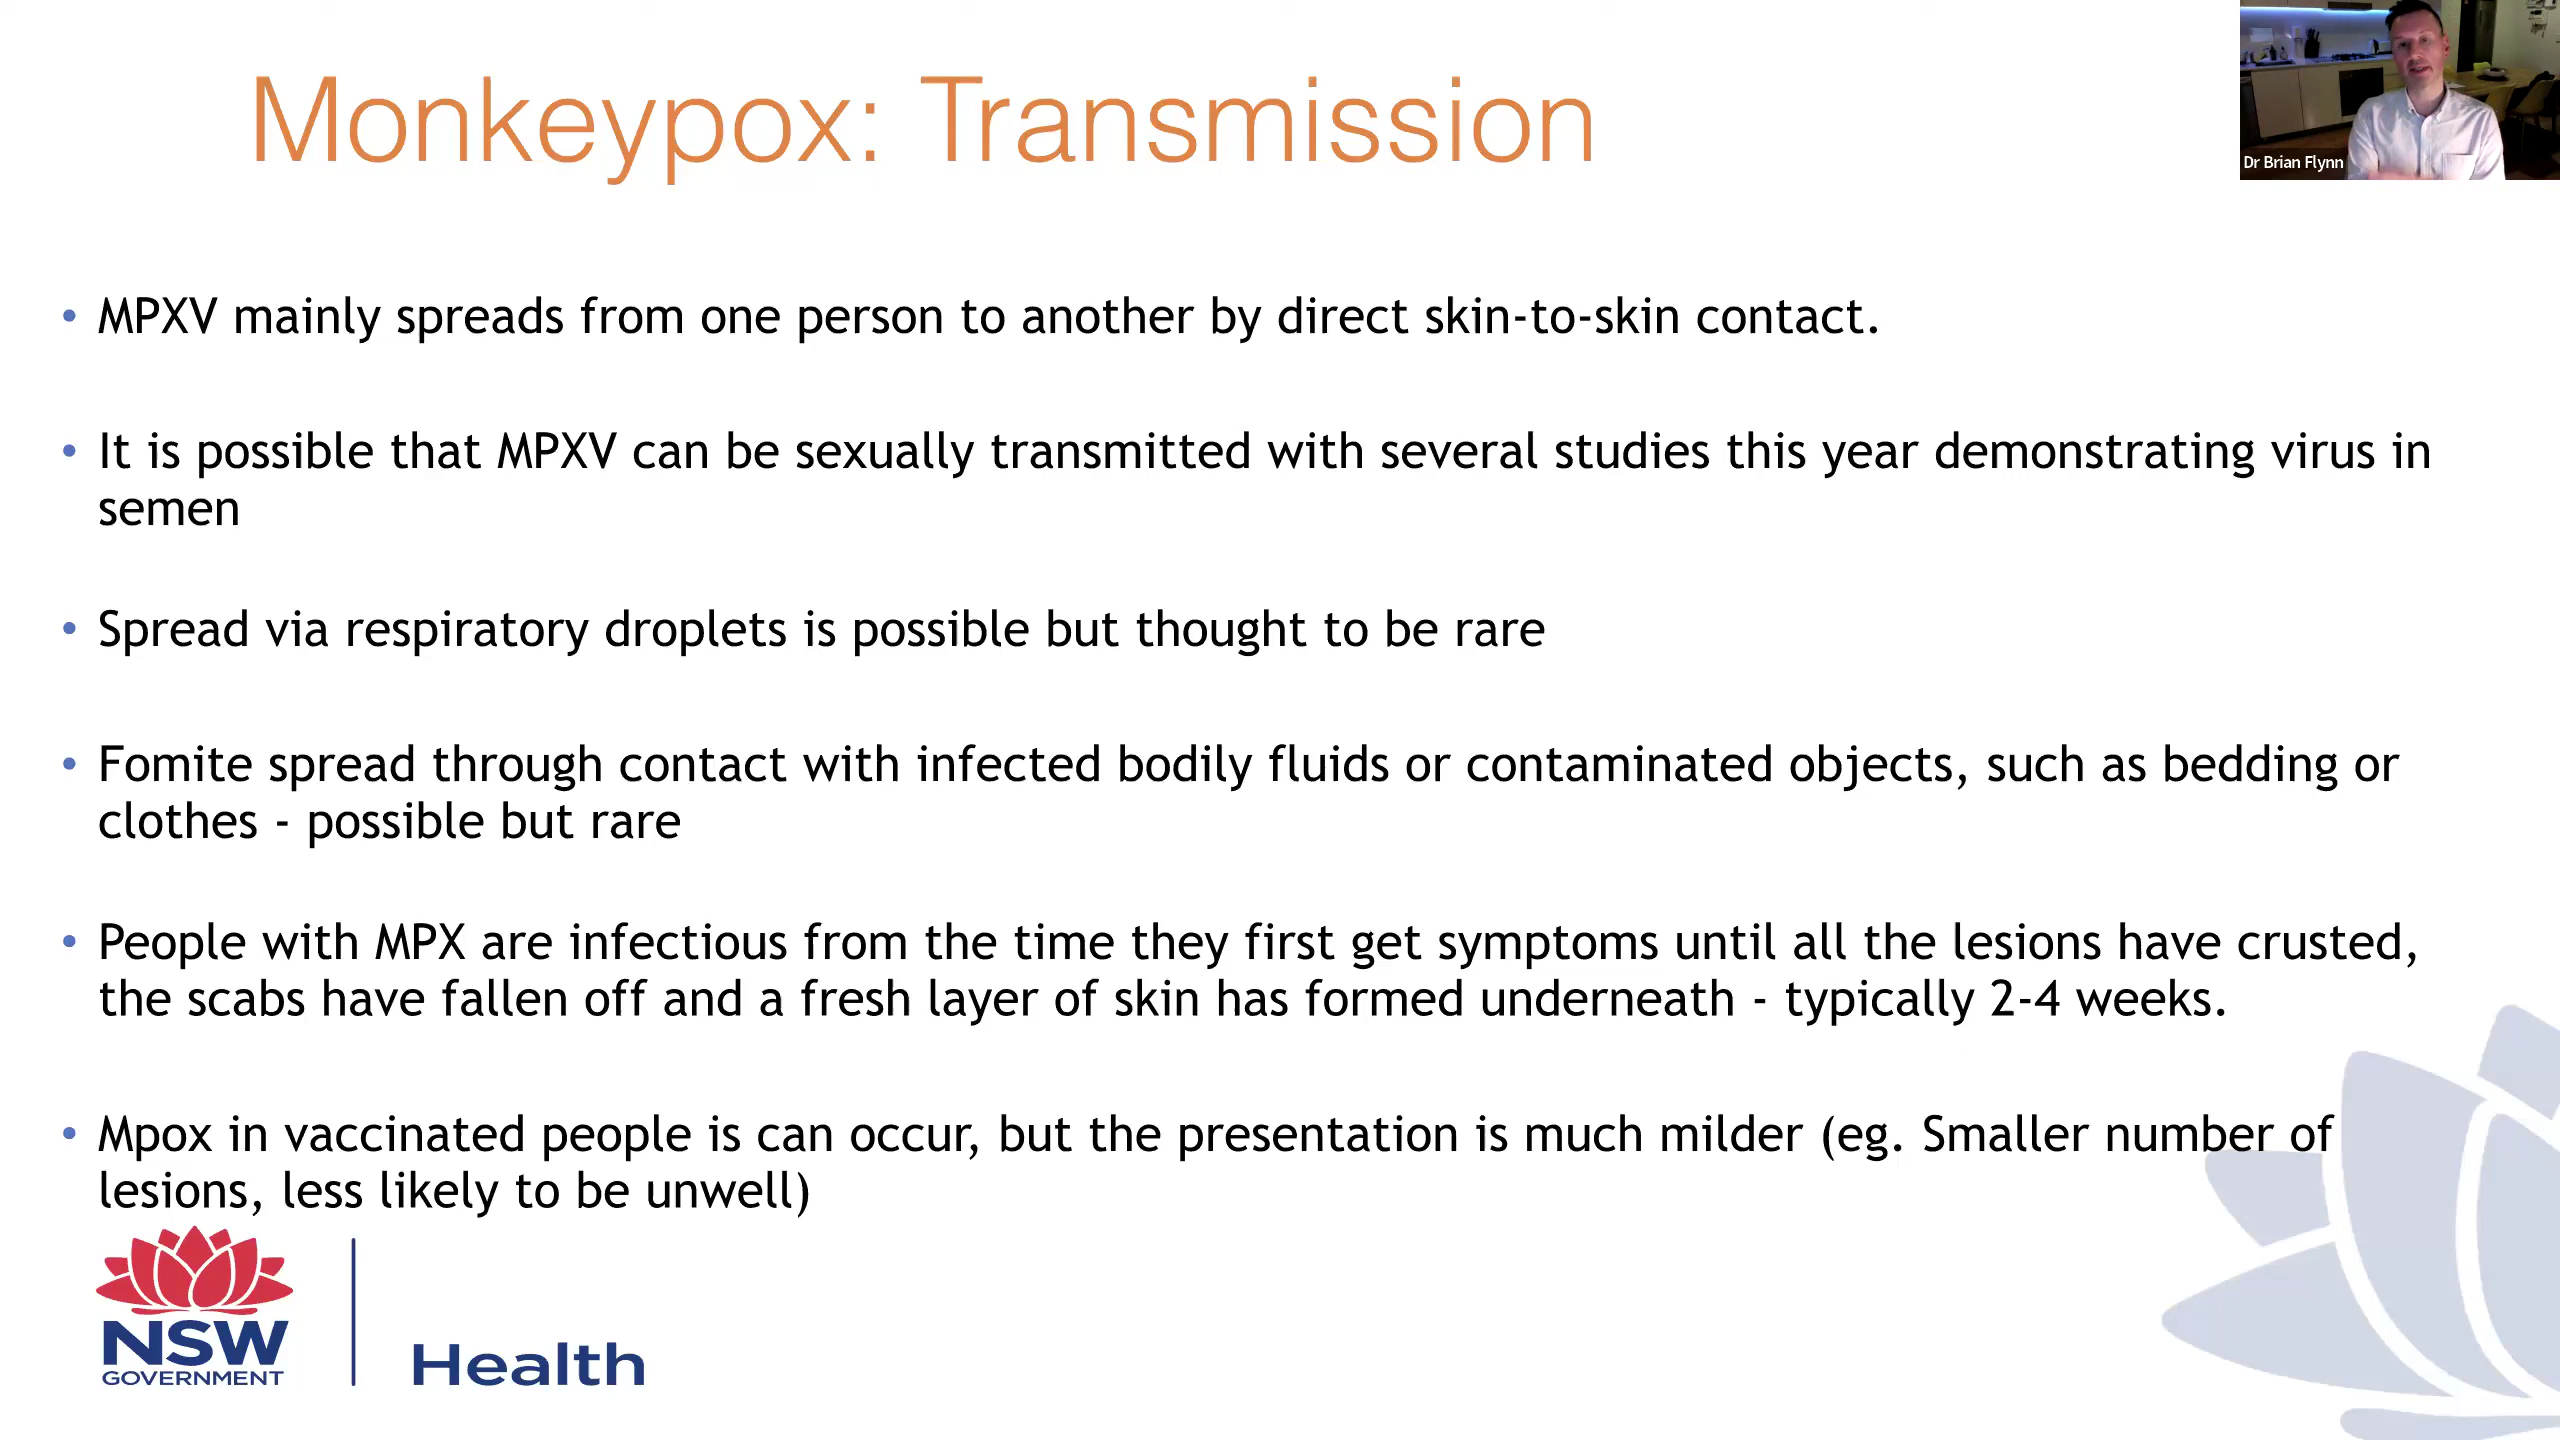 Monkeypox: Transmission
Dr Brian Flynn
• MPXV mainly spreads from one person to another by direct skin-to-skin contact.
• It is possible that MPXV can be sexually transmitted with several studies this year demonstrating virus in
semen
• Spread via respiratory droplets is possible but thought to be rare
• Fomite spread through contact with infected bodily fluids or contaminated objects, such as bedding or
clothes - possible but rare
• People with MPX are infectious from the time they first get symptoms until all the lesions have crusted,
the scabs have fallen off and a fresh layer of skin has formed underneath - typically 2-4 weeks.
• Mpox in vaccinated people is can occur, but the presentation is much milder (eg. Smaller number of
lesions, less likely to be unwell)
NSW
GOVERNMENT
Health